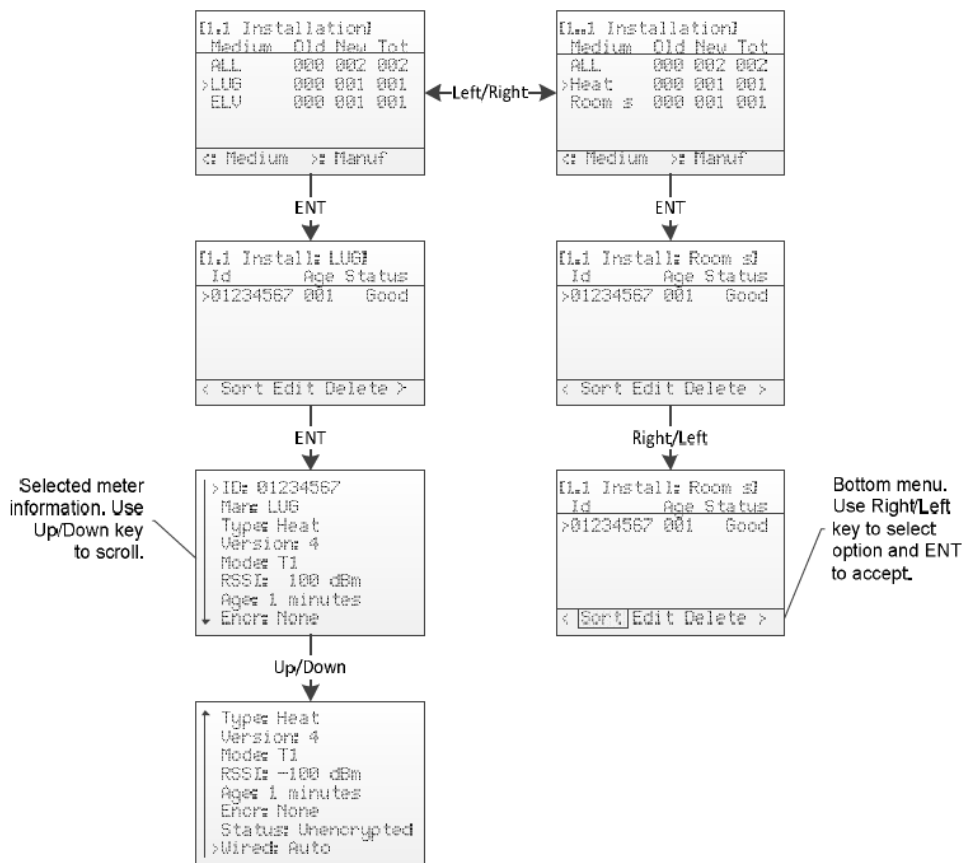 [1.1 Installation]
Medium Old New Tot
ALL 000 002 002
>LUG 000 001 001
ELV 000 001 001
<: Medium >: Manuf
Left/Right
[1.1 Installation]
Medium Old New Tot
ALL 000 002 002
>Heat 000 001 001
Room s 000 001 001
<: Medium >: Manuf
ENT
ENT
[1.1 Install: LUG]
Id Age Status
>01234567 001 Good
< Sort Edit Delete >
[1.1 Install: Room s]
Id Age Status
>01234567 001 Good
< Sort Edit Delete >
ENT
Right/Left
Selected meter
information. Use
Up/Down key
to scroll.
>ID: 01234567
Man: LUG
Type: Heat
Version: 4
Mode: T1
RSSI: 100 dBm
Age: 1 minutes
Encr: None
[1.1 Install: Room s]
Id Age Status
>01234567 001 Good
< Sort Edit Delete >
Bottom menu.
Use Right/Left
key to select
option and ENT
to accept.
Up/Down
Type: Heat
Version: 4
Mode: T1
RSSI: -100 dBm
Age: 1 minutes
Encr: None
Status: Unencrypted
>Wired: Auto